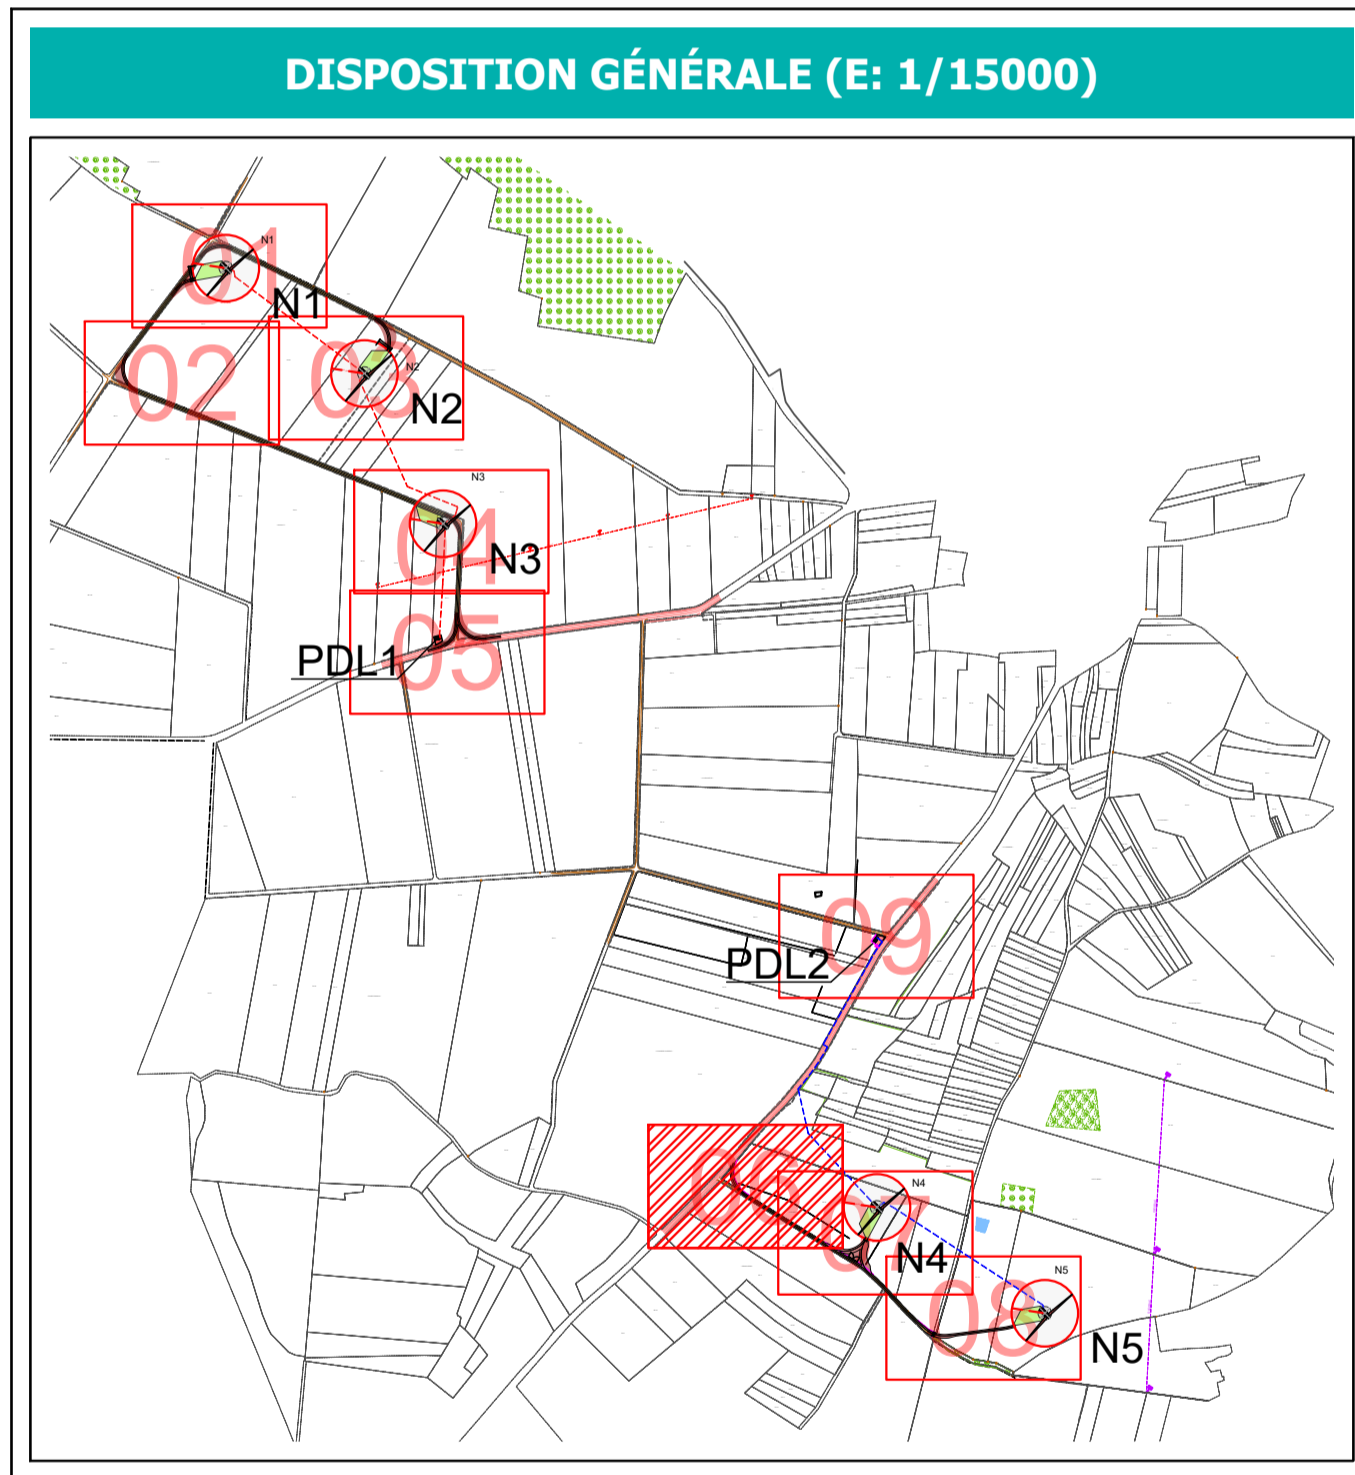 DISPOSITION GÉNÉRALE (E: 1/15000)
01
N1
N1
02
03
N2
N2
04
N3
N3
05
PDL1
09
PDL2
06
07
N4
N4
08
N5
N5